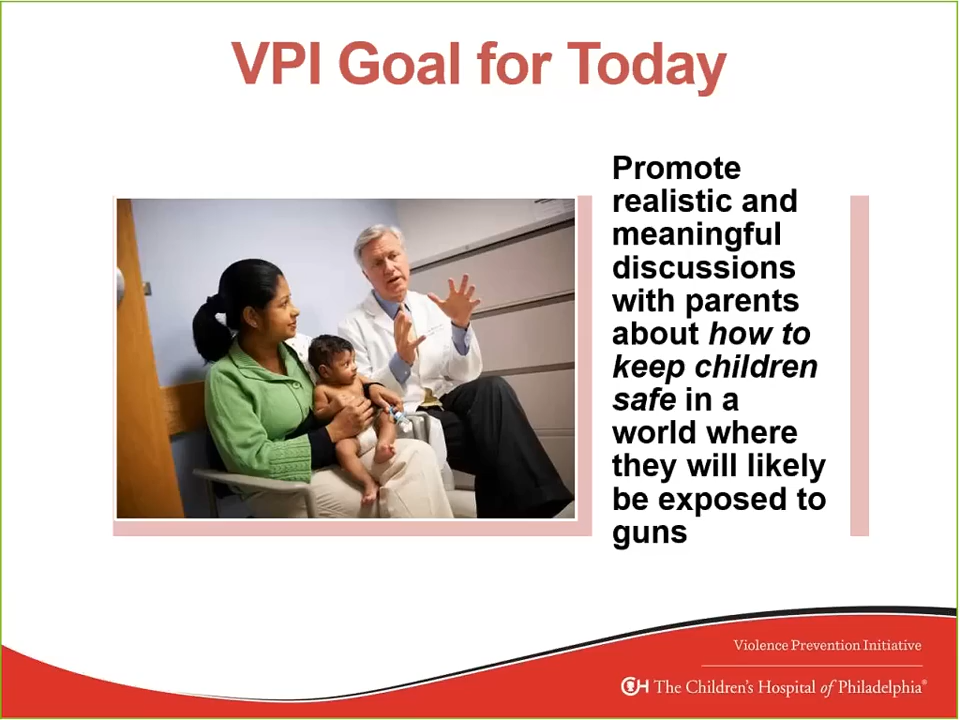 VPI Goal for Today
Promote
realistic and
meaningful
discussions
with parents
about how to
keep children
safe in a
world where
they will likely
be exposed to
guns
Violence Prevention Initiative
CH The Children's Hospital of Philadelphia®